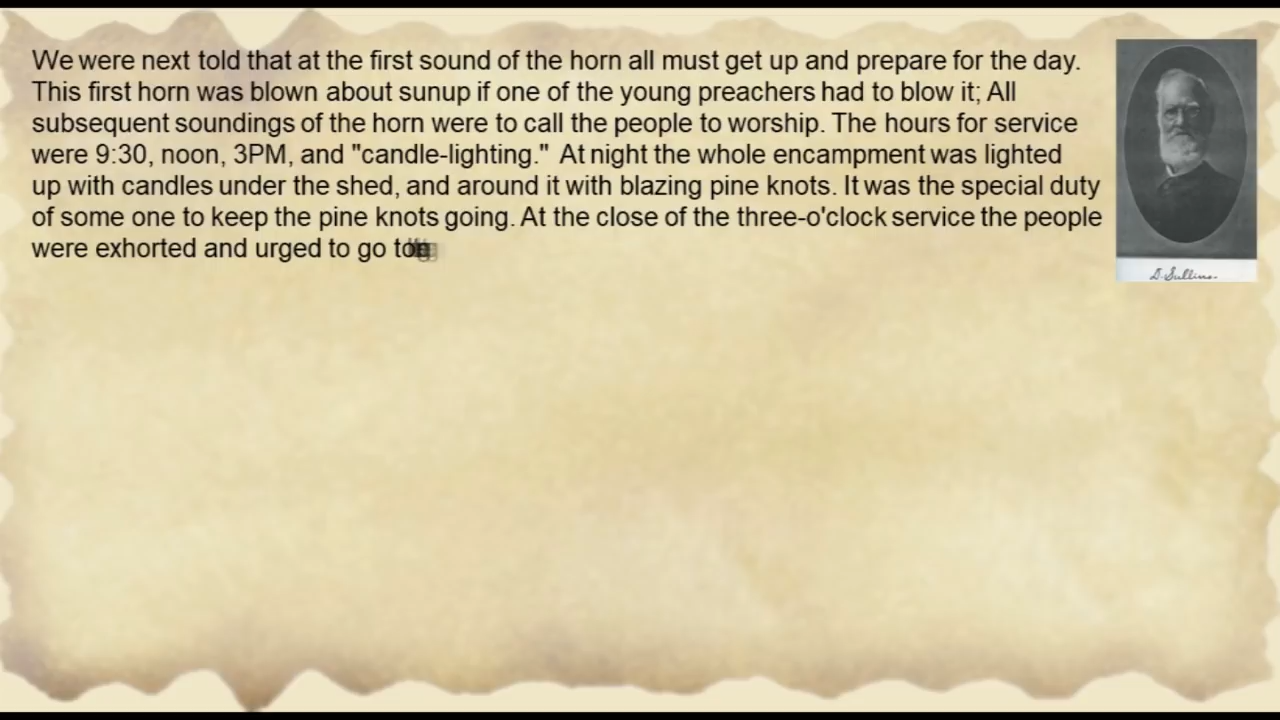 We were next told that at the first sound of the horn all must get up and prepare for the day.
This first horn was blown about sunup if one of the young preachers had to blow it; All
subsequent soundings of the horn were to call the people to worship. The hours for service
were 9:30, noon, 3PM, and "candle-lighting."  At night the whole encampment was lighted
up with candles under the shed, and around it with blazing pine knots. It was the special duty
of some one to keep the pine knots going. At the close of the three-o'clock service the people
were exhorted and urged to go to
D. Sullins.